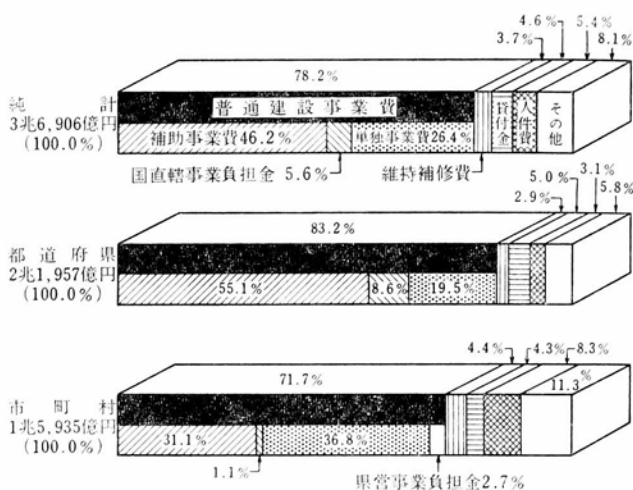 4.6% 5.4%
3.7% 8.1%
78.2%
純計
3兆6,906億円
(100.0%)
普通建設事業費
補助事業費46.2%
単独事業費26.4%
貸付金
人件費
その他
国直轄事業負担金 5.6%
維持補修費
5.0% 3.1%
2.9% 5.8%
83.2%
都道府県
2兆1,957億円
(100.0%)
55.1%
8.6%
19.5%
4.4% 4.3% 8.3%
71.7%
11.3%
市町村
1兆5,935億円
(100.0%)
31.1%
36.8%
1.1%
県営事業負担金2.7%